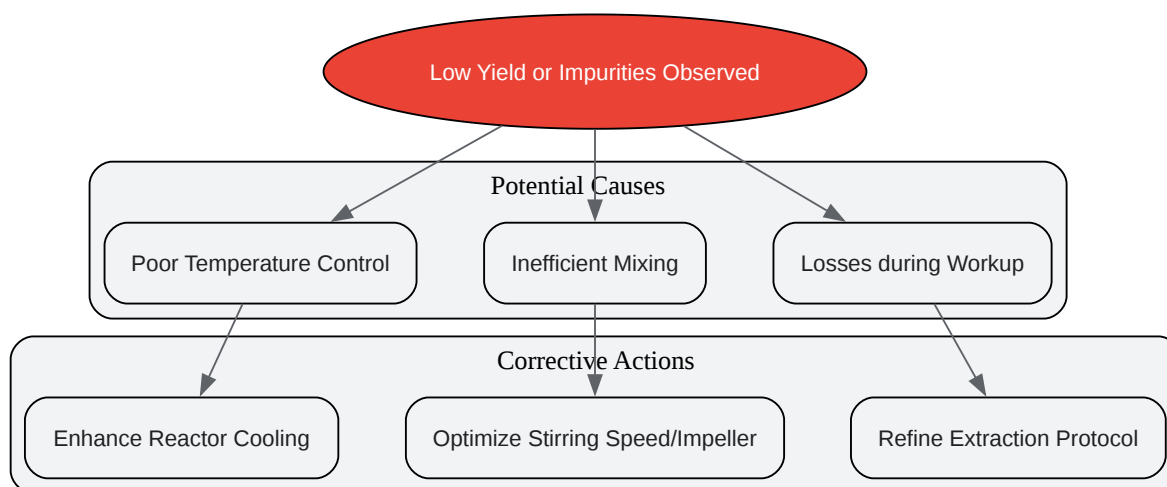 Low Yield or Impurities Observed
Potential Causes
Poor Temperature Control
Inefficient Mixing
Losses during Workup
Corrective Actions
Enhance Reactor Cooling
Optimize Stirring Speed/Impeller
Refine Extraction Protocol